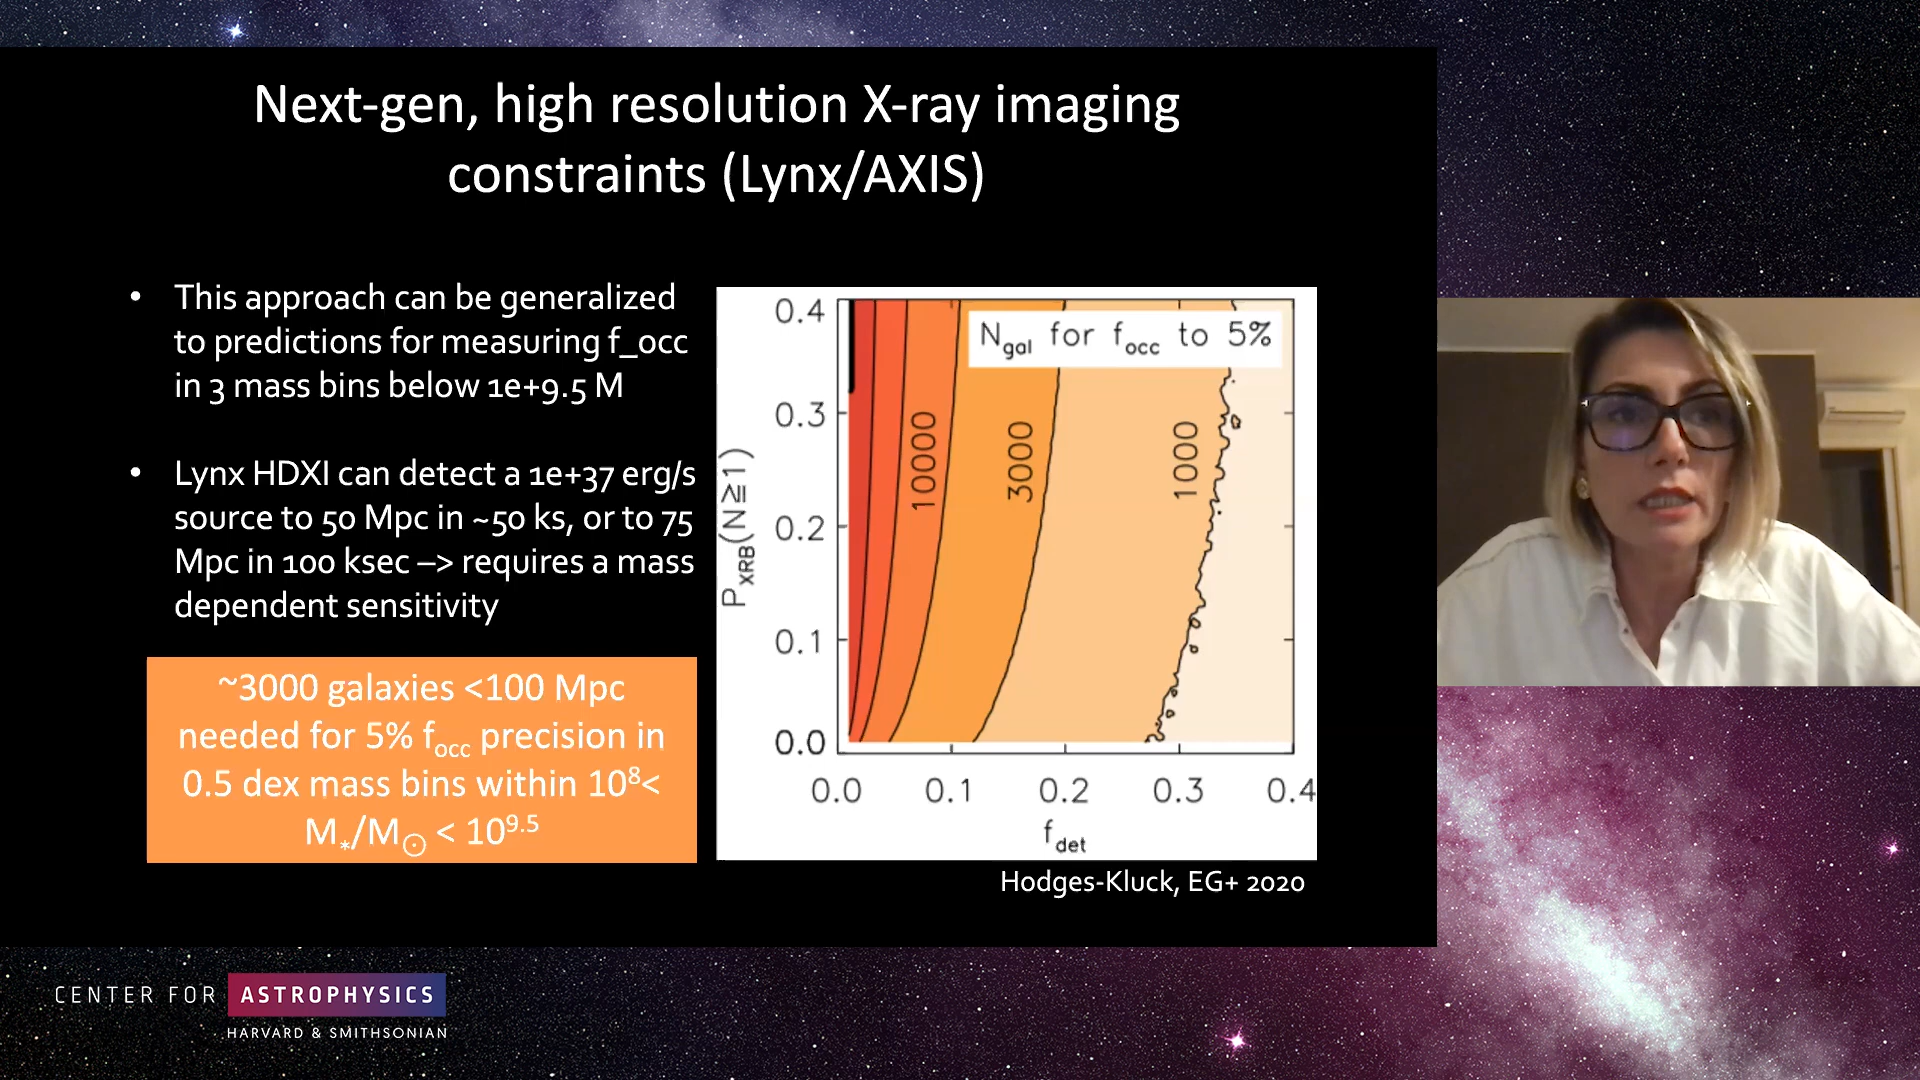 Next-gen, high resolution X-ray imaging
constraints (Lynx/AXIS)
• This approach can be generalized
to predictions for measuring f_occ
in 3 mass bins below 1e+9.5 M
• Lynx HDXI can detect a 1e+37 erg/s
source to 50 Mpc in ~50 ks, or to 75
Mpc in 100 ksec –> requires a mass
dependent sensitivity
~3000 galaxies <100 Mpc
needed for 5% focc precision in
0.5 dex mass bins within 10⁸<
M*/M☉ < 10⁹·⁵
Ngal for focc to 5%
PXRB(N≧1)
0.4
0.3
0.2
0.1
0.0
10000
3000
1000
0.0 0.1 0.2 0.3 0.4
fdet
Hodges-Kluck, EG+ 2020
CENTER FOR ASTROPHYSICS
HARVARD & SMITHSONIAN